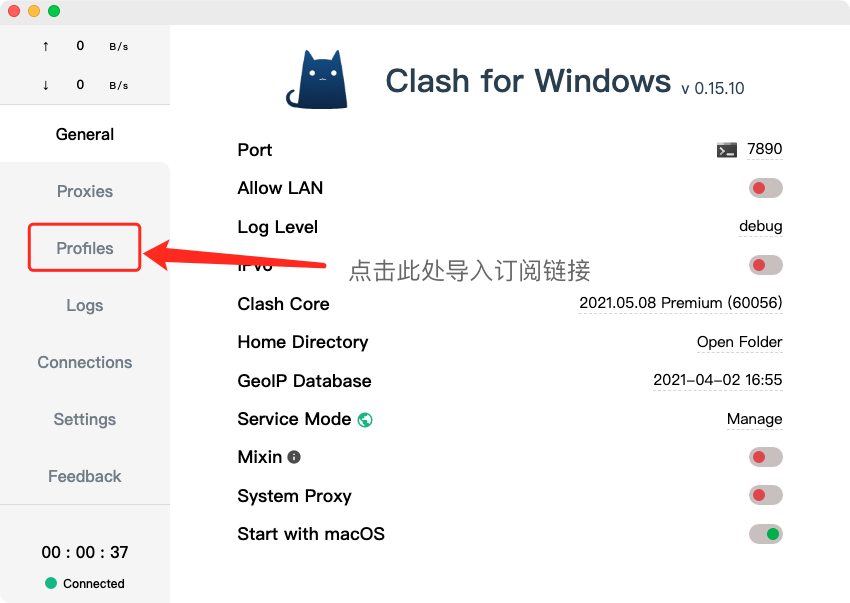 ↑ 0 B/s
↓ 0 B/s
General
Proxies
Profiles
Logs
Connections
Settings
Feedback
00 : 00 : 37
Connected
Clash for Windows v 0.15.10
Port 7890
Allow LAN
Log Level debug
IPv6
点击此处导入订阅链接
Clash Core 2021.05.08 Premium (60056)
Home Directory Open Folder
GeoIP Database 2021-04-02 16:55
Service Mode Manage
Mixin
System Proxy
Start with macOS